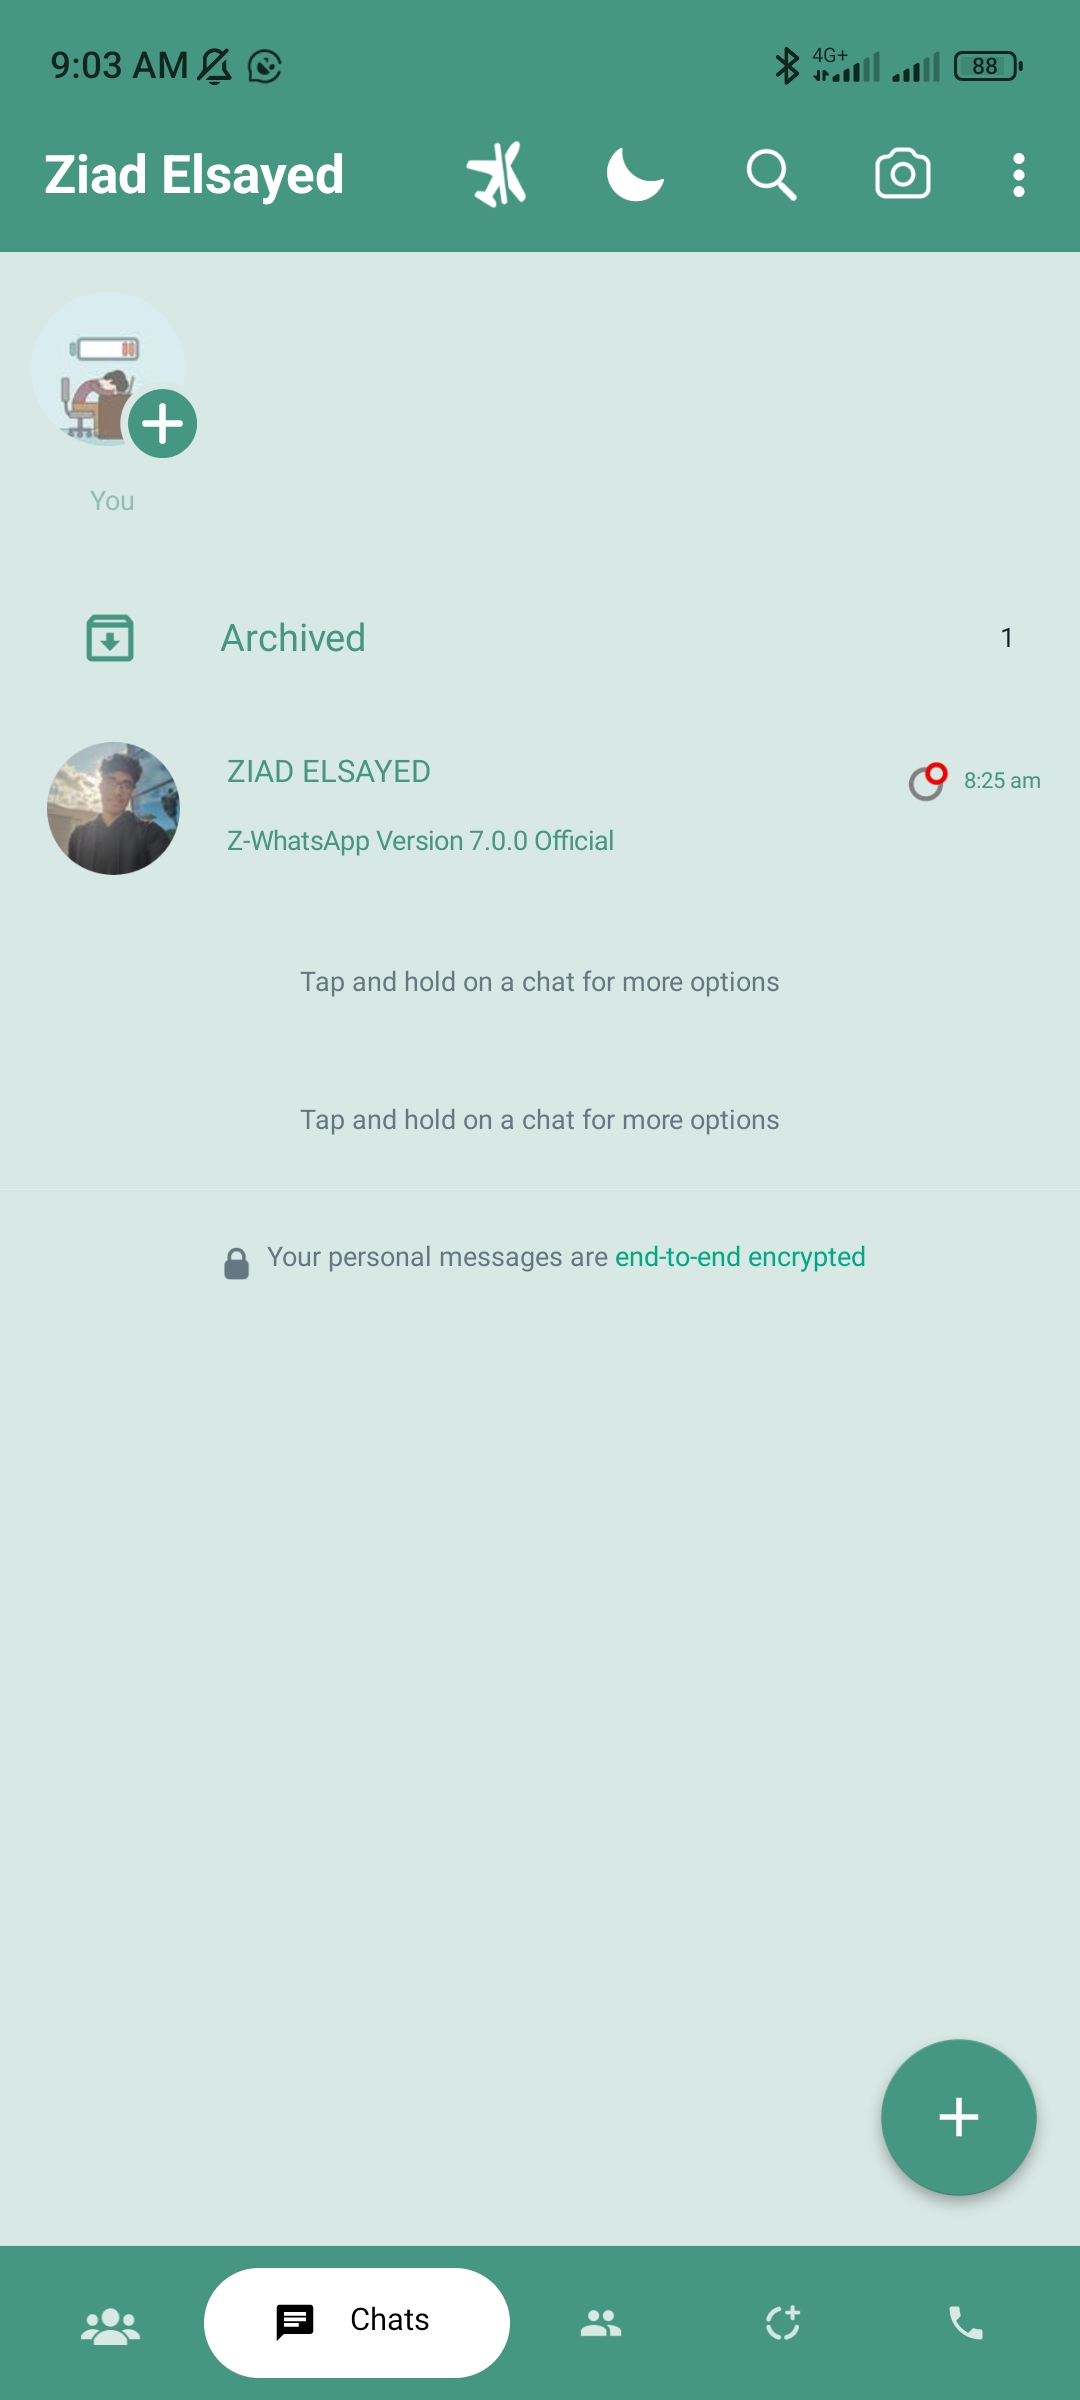 9:03 AM
4G+
88
Ziad Elsayed
You
Archived
1
ZIAD ELSAYED
8:25 am
Z-WhatsApp Version 7.0.0 Official
Tap and hold on a chat for more options
Tap and hold on a chat for more options
Your personal messages are end-to-end encrypted
Chats